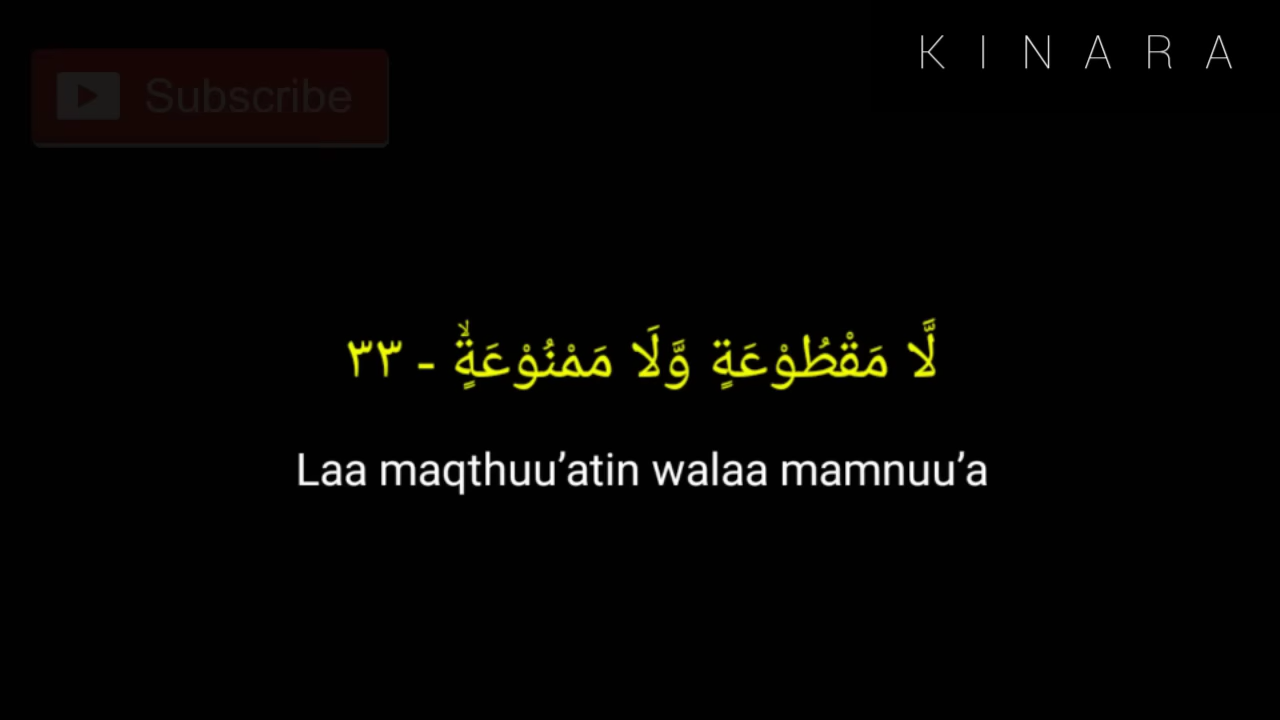 K I N A R A
Subscribe
لَّا مَقْطُوْعَةٍ وَّلَا مَمْنُوْعَةٍۙ - ٣٣
Laa maqthuu’atin walaa mamnuu’a